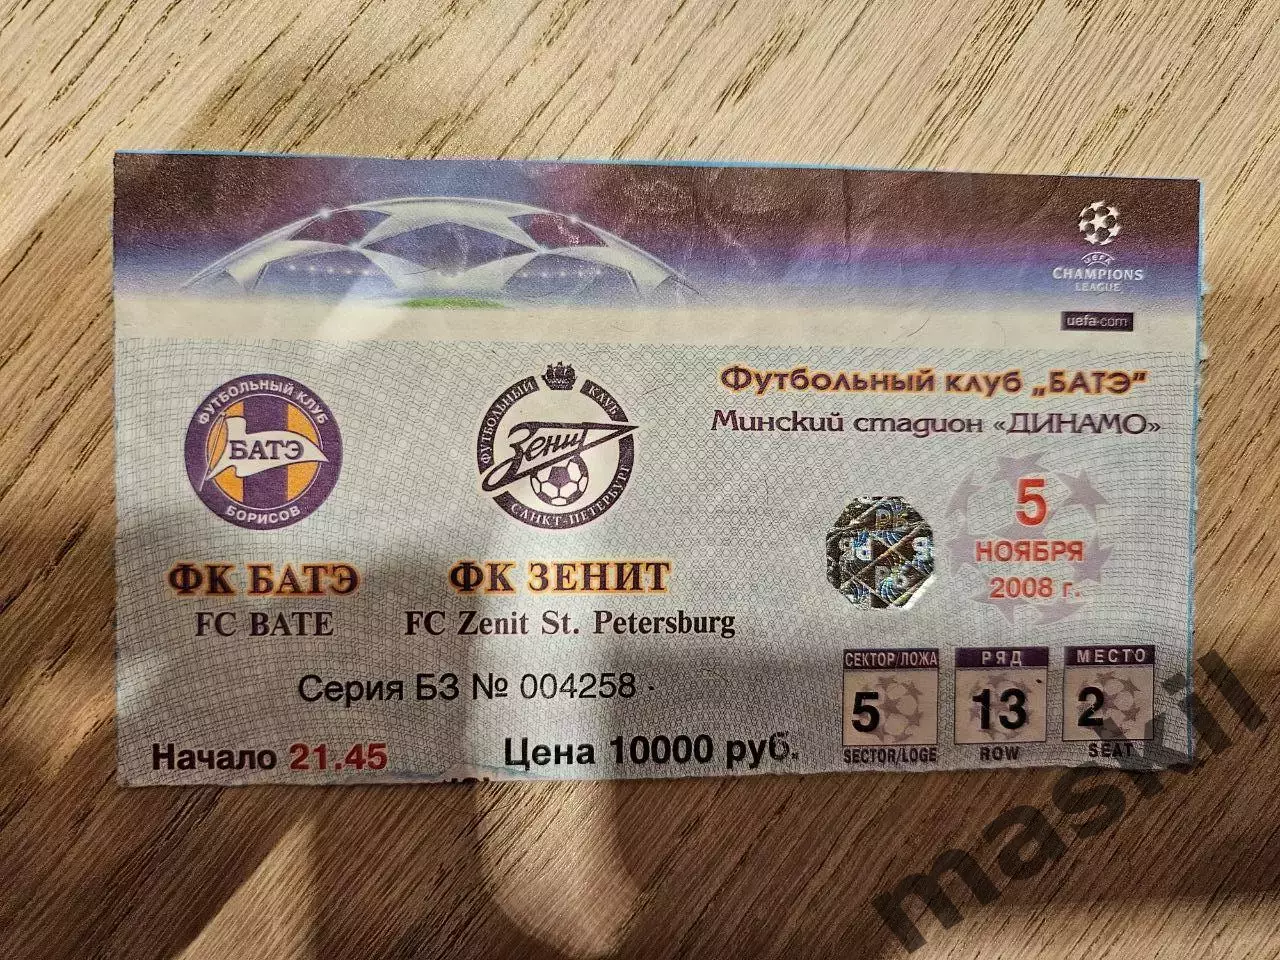 UEFA
CHAMPIONS
LEAGUE
uefa.com
Футбольный клуб „БАТЭ”
Минский стадион «ДИНАМО»
ФУТБОЛЬНЫЙ КЛУБ
БАТЭ
БОРИСОВ
ФУТБОЛЬНЫЙ КЛУБ
Зенит
САНКТ-ПЕТЕРБУРГ
5
НОЯБРЯ
2008 г.
ФК БАТЭ
FC BATE
ФК ЗЕНИТ
FC Zenit St. Petersburg
Серия БЗ № 004258
СЕКТОР/ЛОЖА РЯД МЕСТО
5 13 2
SECTOR/LOGE ROW SEAT
Начало 21.45
Цена 10000 руб.
maskil